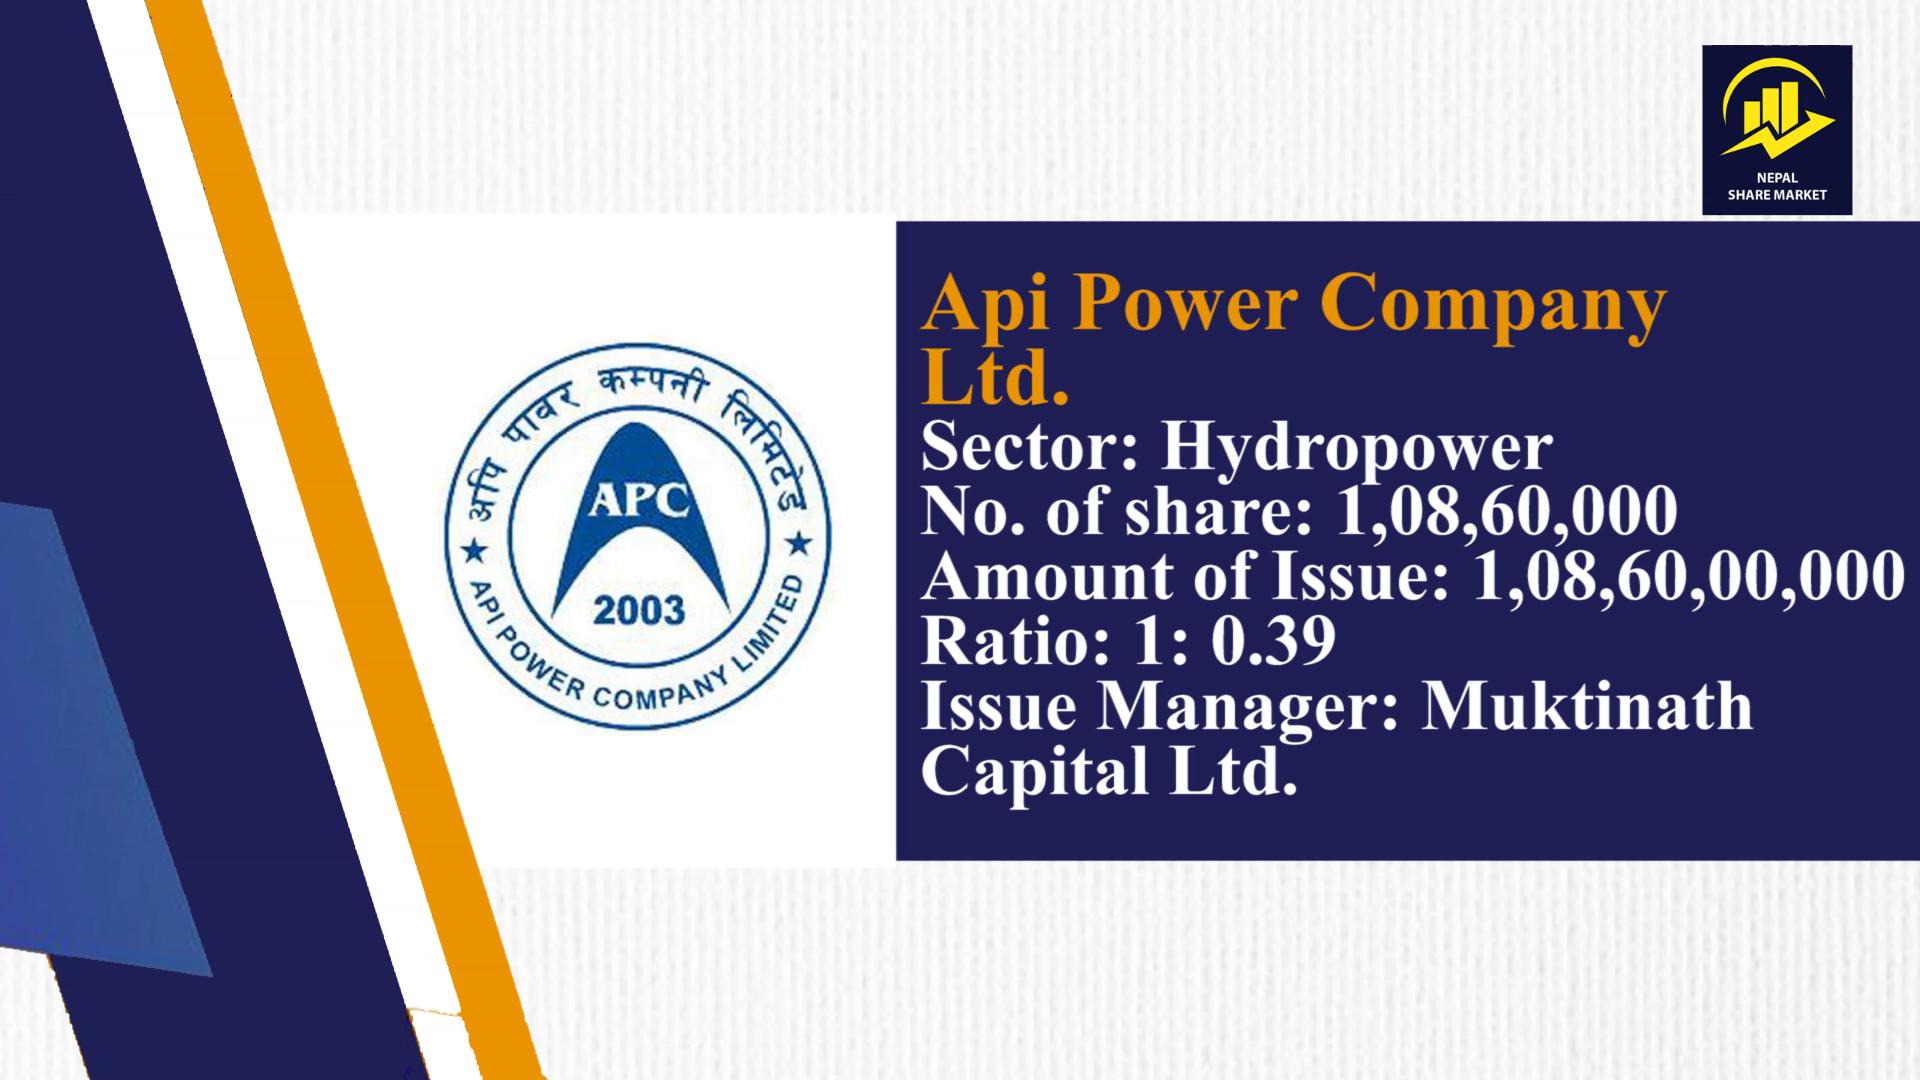 NEPAL
SHARE MARKET
अपि पावर कम्पनी लिमिटेड
APC
2003
API POWER COMPANY LIMITED
Api Power Company
Ltd.
Sector: Hydropower
No. of share: 1,08,60,000
Amount of Issue: 1,08,60,00,000
Ratio: 1: 0.39
Issue Manager: Muktinath
Capital Ltd.